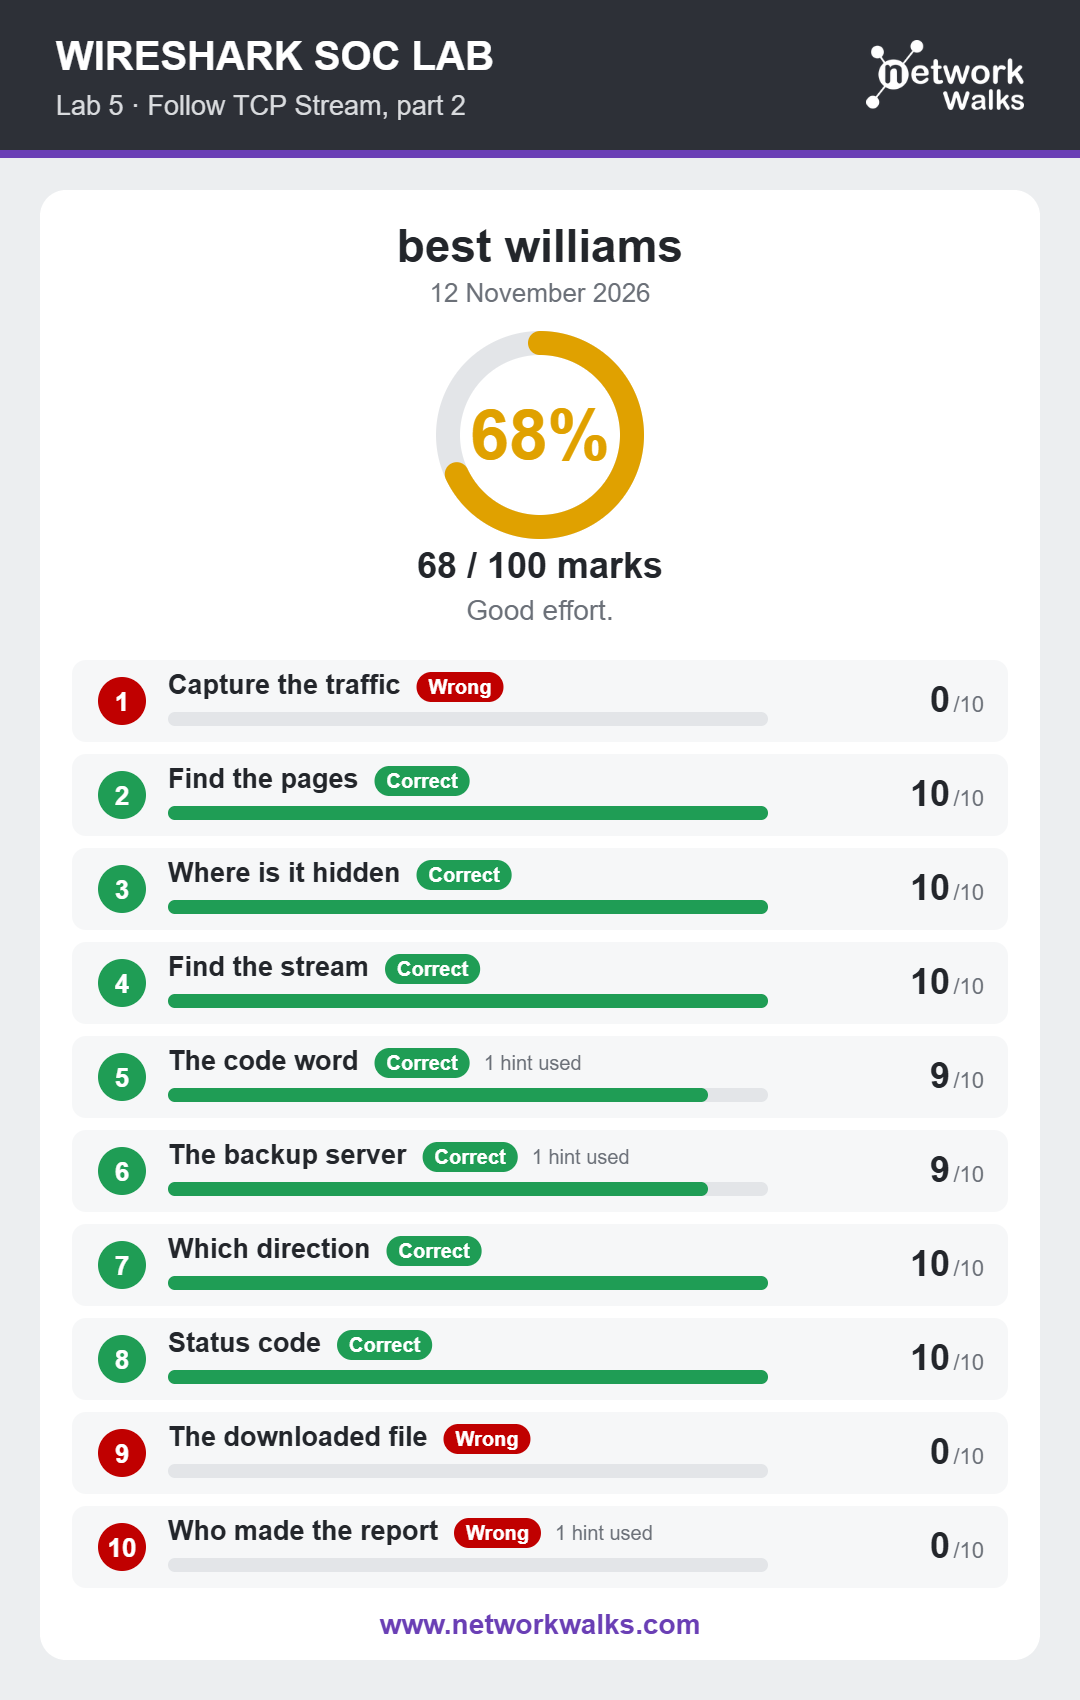 WIRESHARK SOC LAB
Lab 5 · Follow TCP Stream, part 2
network
Walks
best williams
12 November 2026
68%
68 / 100 marks
Good effort.
1 Capture the traffic Wrong 0/10
2 Find the pages Correct 10/10
3 Where is it hidden Correct 10/10
4 Find the stream Correct 10/10
5 The code word Correct 1 hint used 9/10
6 The backup server Correct 1 hint used 9/10
7 Which direction Correct 10/10
8 Status code Correct 10/10
9 The downloaded file Wrong 0/10
10 Who made the report Wrong 1 hint used 0/10
www.networkwalks.com